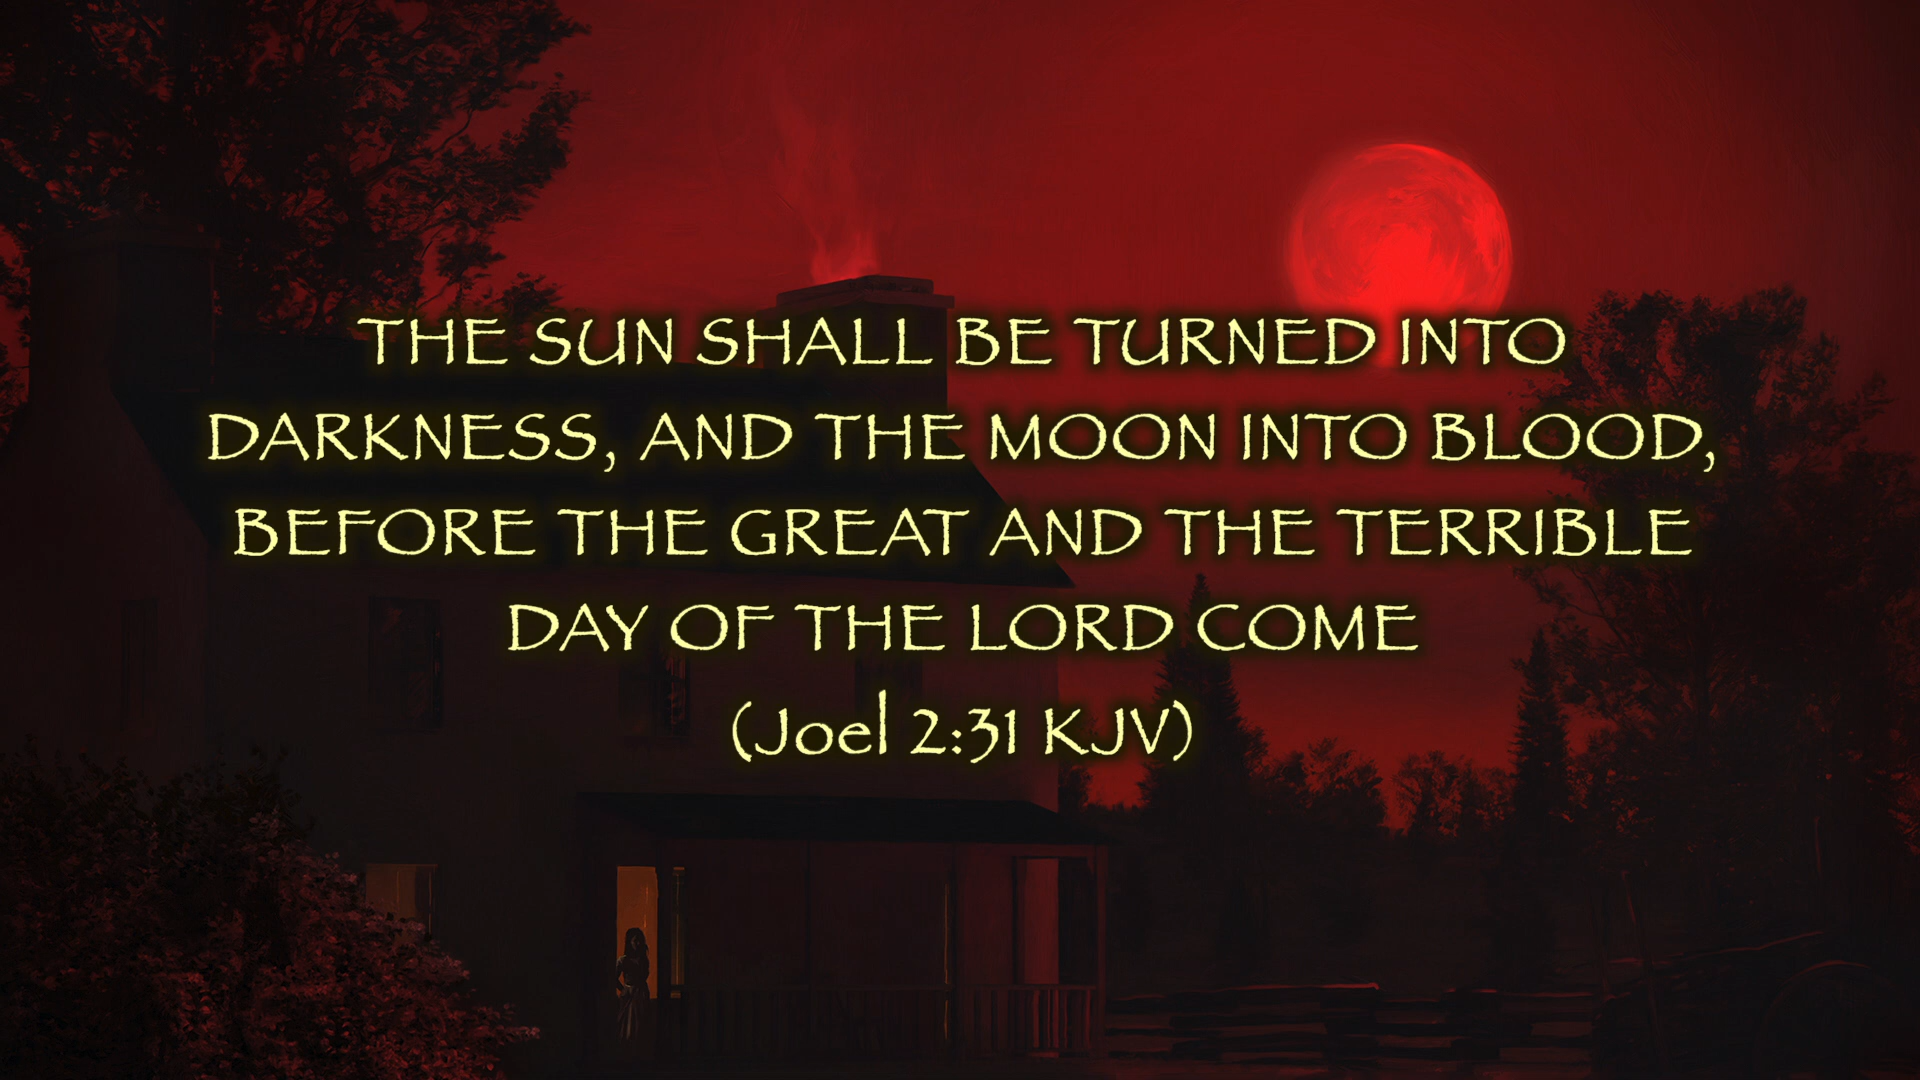 THE SUN SHALL BE TURNED INTO
DARKNESS, AND THE MOON INTO BLOOD,
BEFORE THE GREAT AND THE TERRIBLE
DAY OF THE LORD COME
(Joel 2:31 KJV)